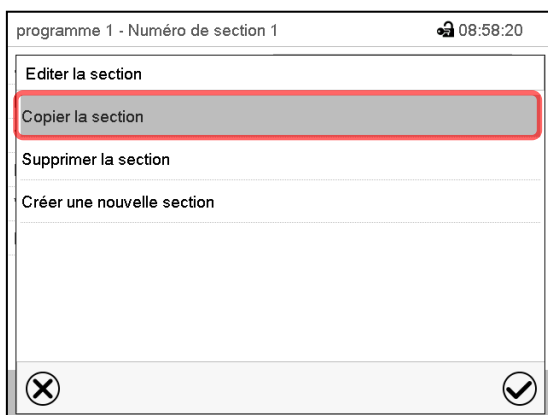 programme 1 - Numéro de section 1 08:58:20
Editer la section
Copier la section
Supprimer la section
Créer une nouvelle section